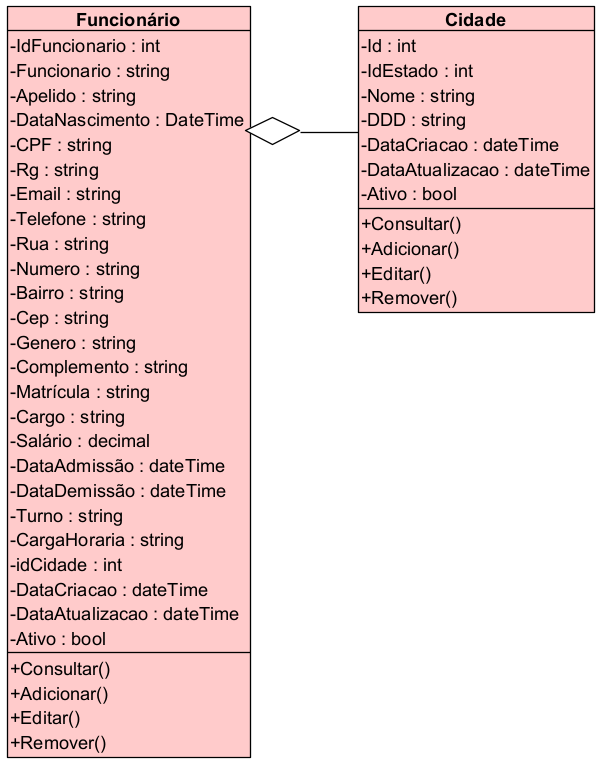 Funcionário
-IdFuncionario : int
-Funcionario : string
-Apelido : string
-DataNascimento : DateTime
-CPF : string
-Rg : string
-Email : string
-Telefone : string
-Rua : string
-Numero : string
-Bairro : string
-Cep : string
-Genero : string
-Complemento : string
-Matrícula : string
-Cargo : string
-Salário : decimal
-DataAdmissão : dateTime
-DataDemissão : dateTime
-Turno : string
-CargaHoraria : string
-idCidade : int
-DataCriacao : dateTime
-DataAtualizacao : dateTime
-Ativo : bool
+Consultar()
+Adicionar()
+Editar()
+Remover()
Cidade
-Id : int
-IdEstado : int
-Nome : string
-DDD : string
-DataCriacao : dateTime
-DataAtualizacao : dateTime
-Ativo : bool
+Consultar()
+Adicionar()
+Editar()
+Remover()